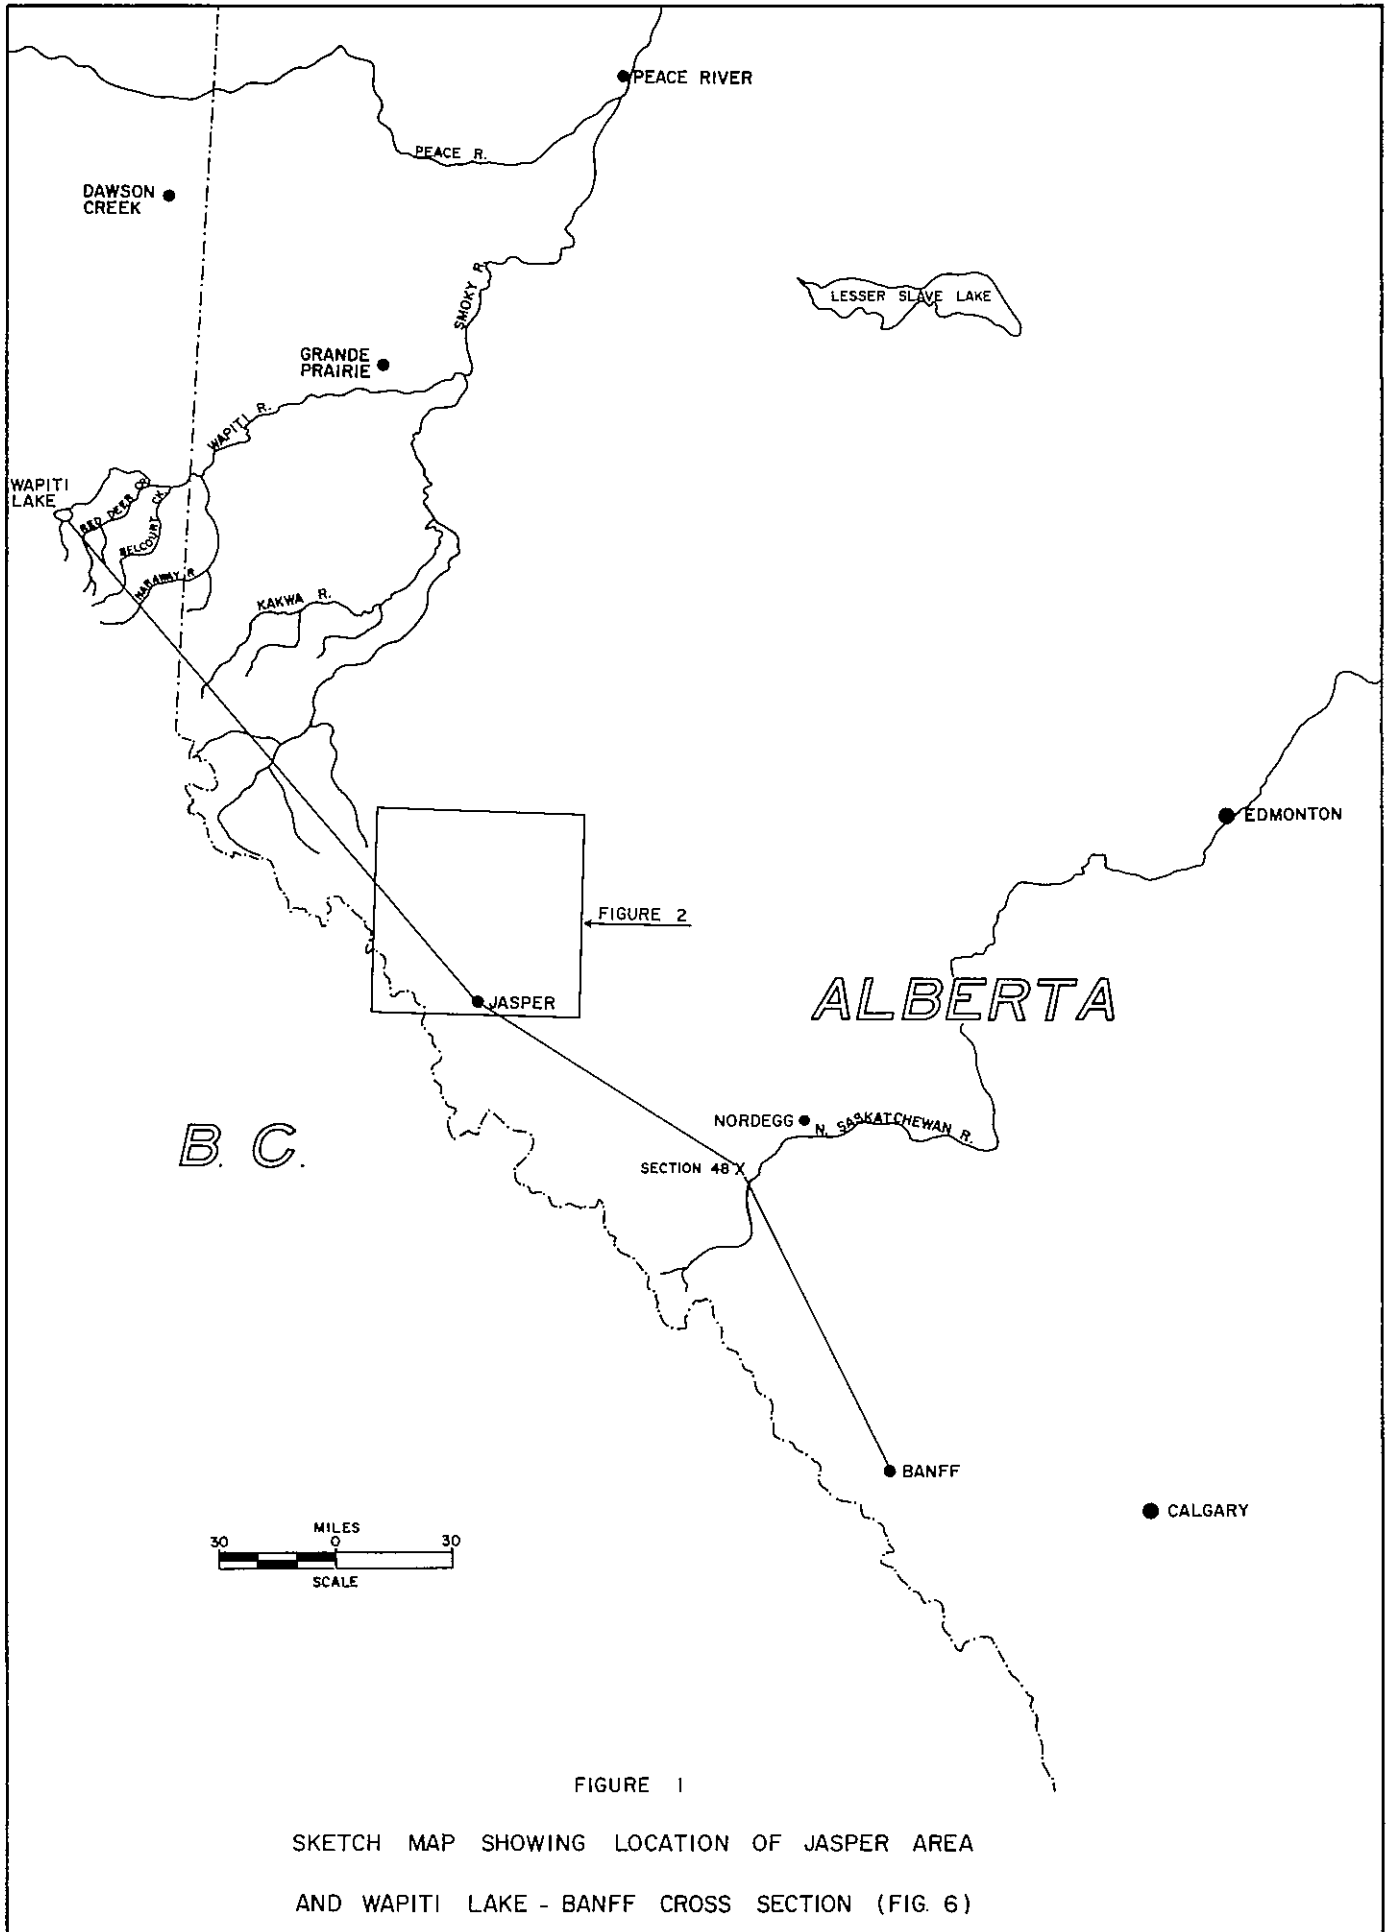 PEACE RIVER
PEACE R.
DAWSON
CREEK
SMOKY R.
LESSER SLAVE LAKE
GRANDE
PRAIRIE
WAPITI R.
WAPITI
LAKE
RED DEER CR.
BELCOURT CK.
NARAWAY R.
KAKWA R.
EDMONTON
FIGURE 2
JASPER
ALBERTA
NORDEGG
N. SASKATCHEWAN R.
B. C.
SECTION 48 X
BANFF
CALGARY
MILES
30 0 30
SCALE
FIGURE 1
SKETCH MAP SHOWING LOCATION OF JASPER AREA
AND WAPITI LAKE - BANFF CROSS SECTION (FIG. 6)